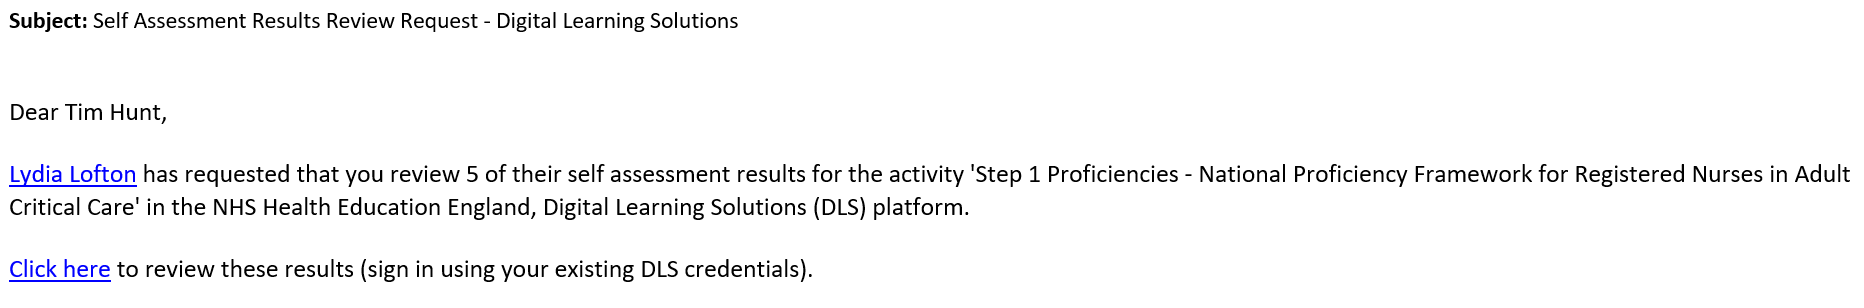 Subject: Self Assessment Results Review Request - Digital Learning Solutions
Dear Tim Hunt,
Lydia Lofton has requested that you review 5 of their self assessment results for the activity 'Step 1 Proficiencies - National Proficiency Framework for Registered Nurses in Adult
Critical Care' in the NHS Health Education England, Digital Learning Solutions (DLS) platform.
Click here to review these results (sign in using your existing DLS credentials).